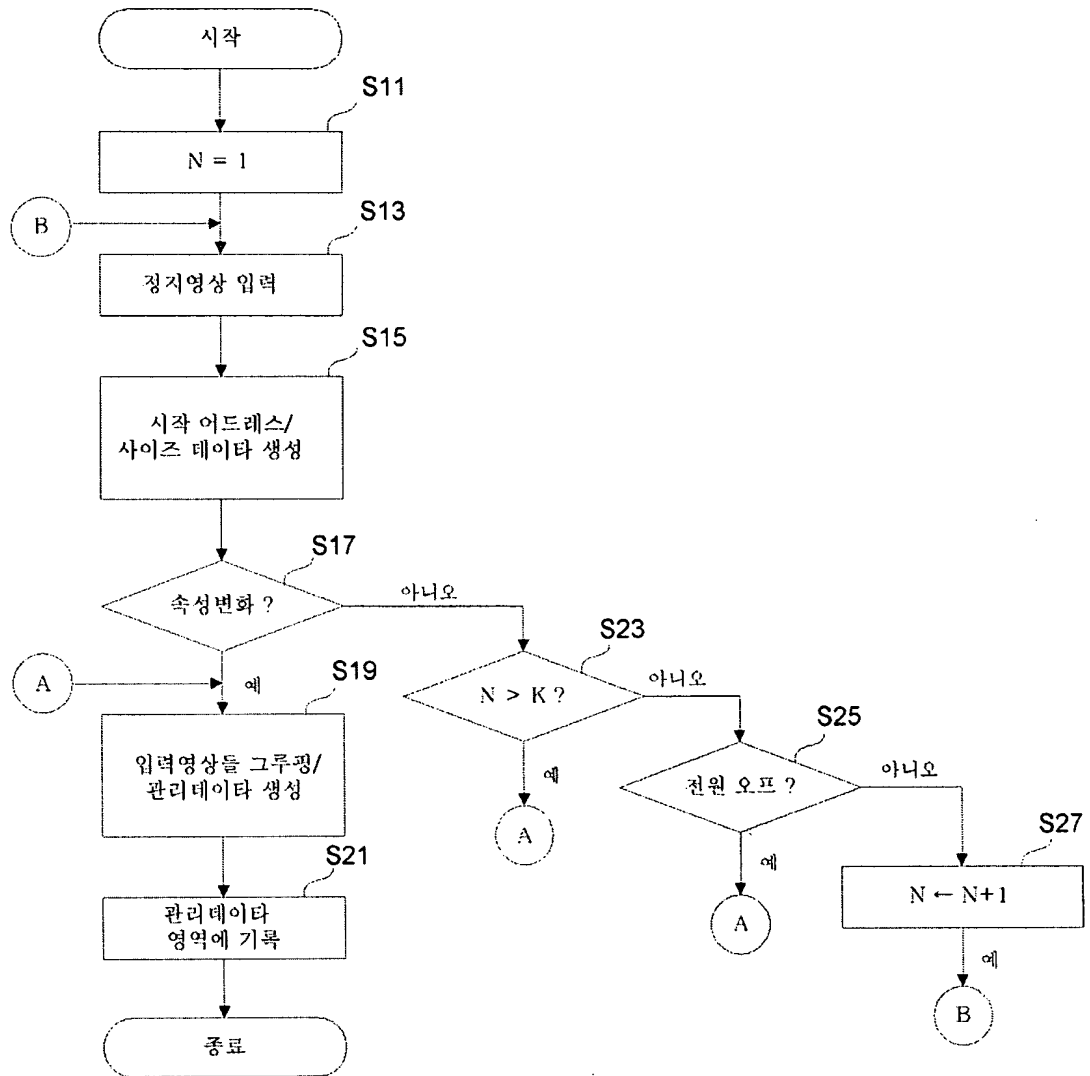 시작
S11
N = 1
B
S13
정지영상 입력
S15
시작 어드레스/
사이즈 데이타 생성
S17
속성변화 ?
아니오
A
예
S19
입력영상들 그루핑/
관리데이타 생성
S21
관리데이타
영역에 기록
종료
S23
N > K ?
아니오
예
A
S25
전원 오프 ?
아니오
예
A
S27
N ← N+1
예
B